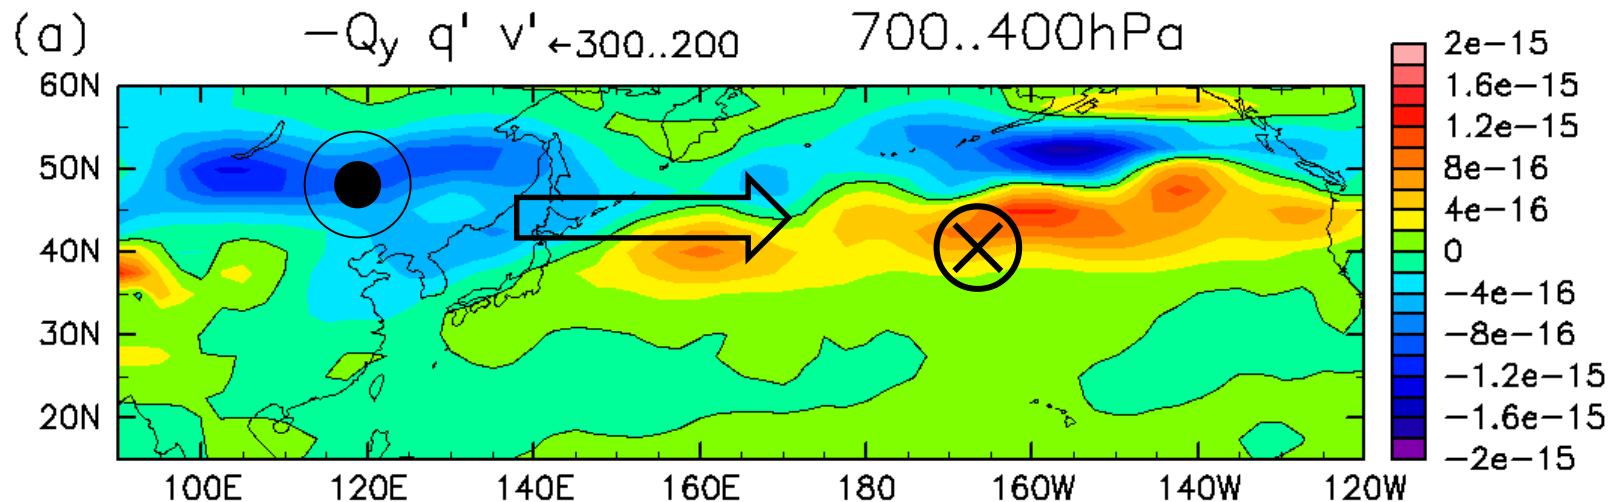 (a) −Qy q' v'←300..200 700..400hPa
60N
50N
40N
30N
20N
100E 120E 140E 160E 180 160W 140W 120W
2e−15
1.6e−15
1.2e−15
8e−16
4e−16
0
−4e−16
−8e−16
−1.2e−15
−1.6e−15
−2e−15